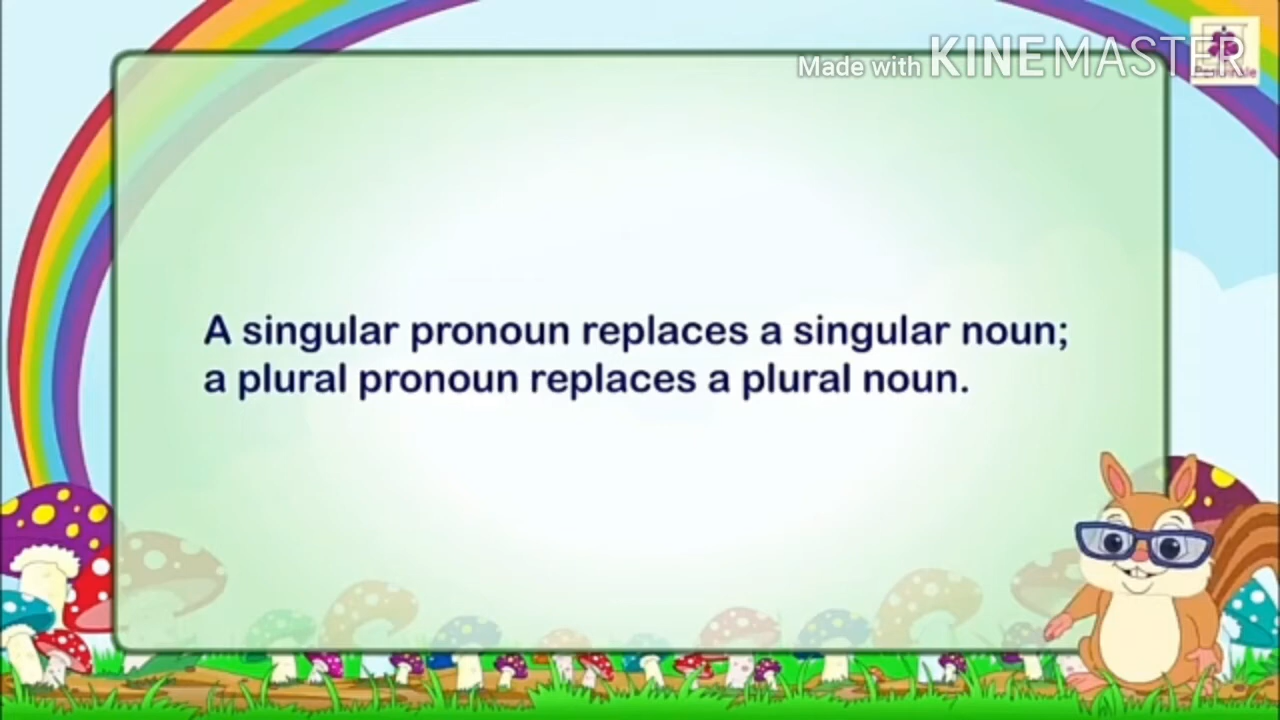 Made with KINEMASTER
A singular pronoun replaces a singular noun;
a plural pronoun replaces a plural noun.